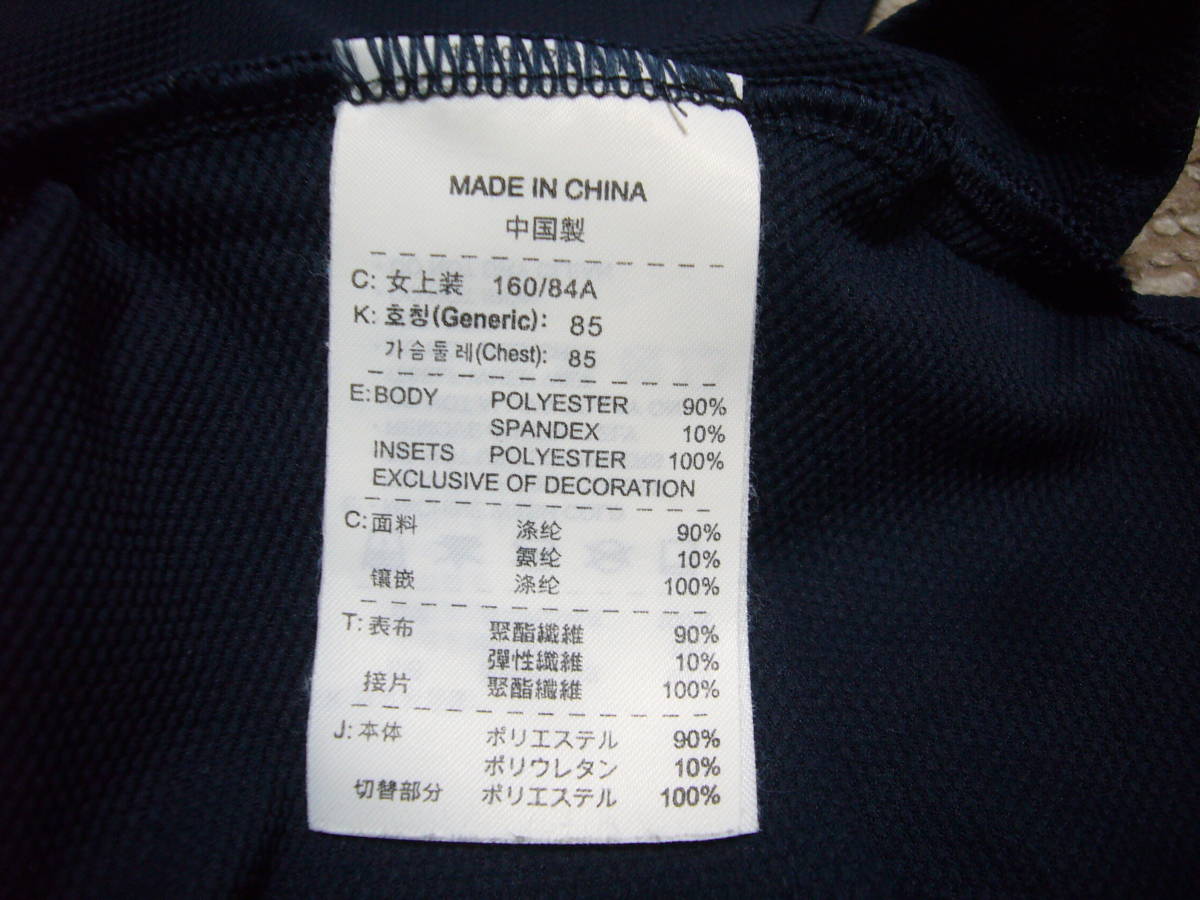 MADE IN CHINA
中国製
C: 女上装 160/84A
K: 호칭(Generic): 85
가슴둘레(Chest): 85
E: BODY POLYESTER 90%
SPANDEX 10%
INSETS POLYESTER 100%
EXCLUSIVE OF DECORATION
C: 面料 涤纶 90%
氨纶 10%
镶嵌 涤纶 100%
T: 表布 聚酯纖維 90%
彈性纖維 10%
接片 聚酯纖維 100%
J: 本体 ポリエステル 90%
ポリウレタン 10%
切替部分 ポリエステル 100%